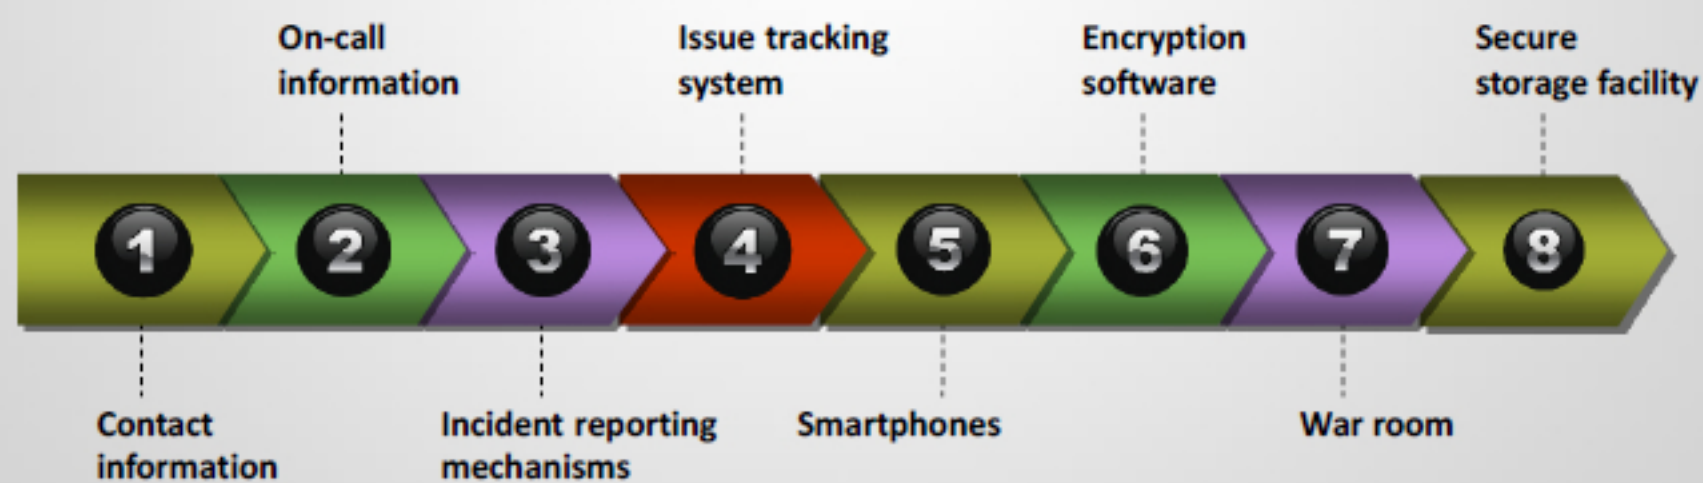 On-call
information
Issue tracking
system
Encryption
software
Secure
storage facility
1
2
3
4
5
6
7
8
Contact
information
Incident reporting
mechanisms
Smartphones
War room